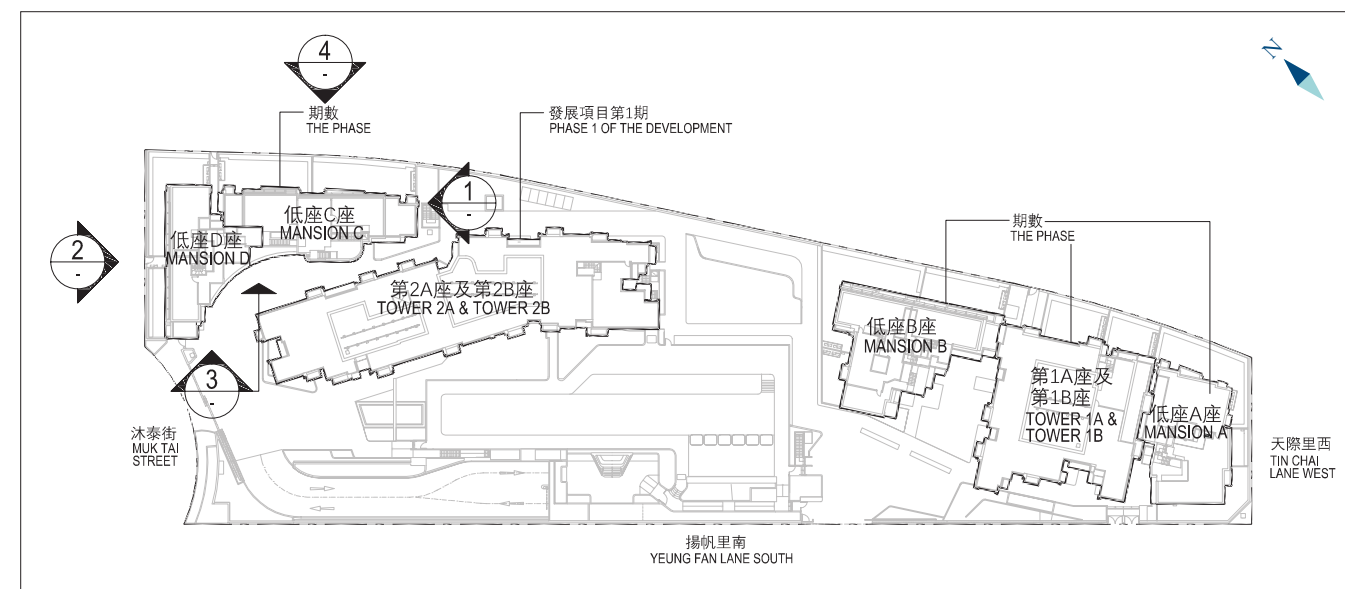 4
-
N
期數
THE PHASE
發展項目第1期
PHASE 1 OF THE DEVELOPMENT
1
-
低座C座
MANSION C
低座D座
MANSION D
2
-
期數
THE PHASE
第2A座及第2B座
TOWER 2A & TOWER 2B
低座B座
MANSION B
3
-
第1A座及
第1B座
TOWER 1A &
TOWER 1B
低座A座
MANSION A
沐泰街
MUK TAI
STREET
天際里西
TIN CHAI
LANE WEST
揚帆里南
YEUNG FAN LANE SOUTH